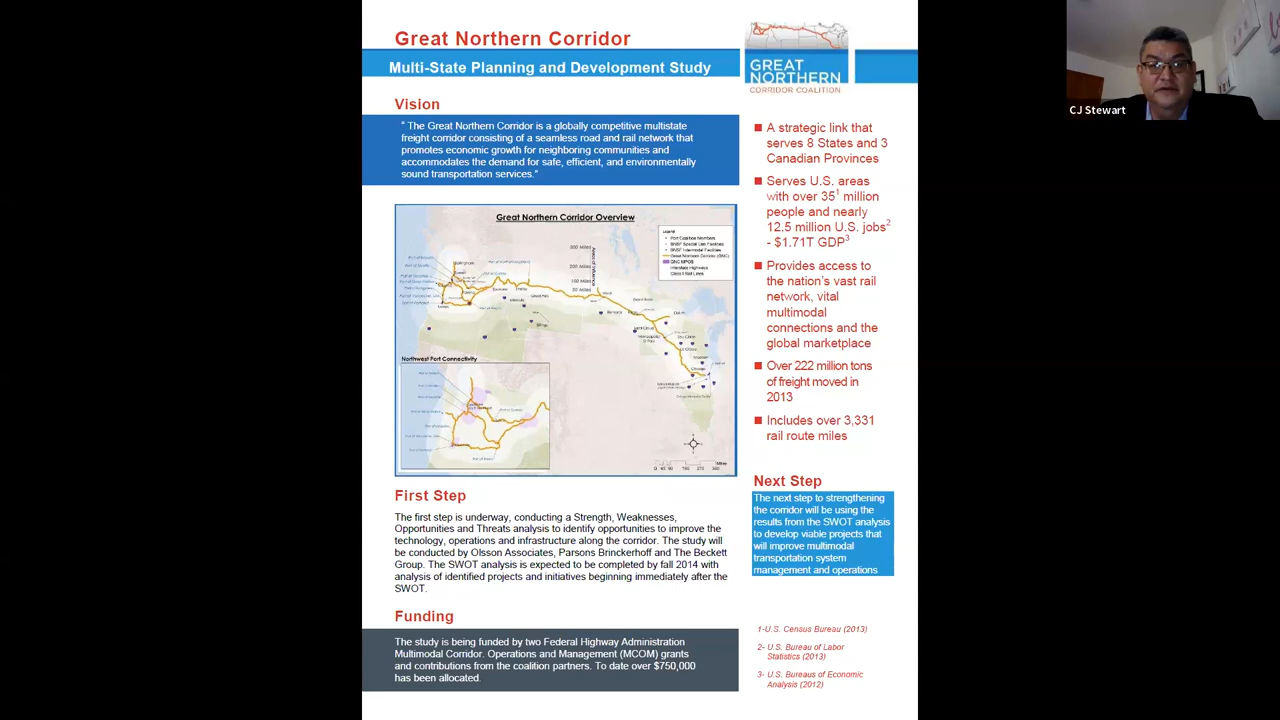 Great Northern Corridor
Multi-State Planning and Development Study
GREAT
NORTHERN
CORRIDOR COALITION
CJ Stewart
Vision
“ The Great Northern Corridor is a globally competitive multistate
freight corridor consisting of a seamless road and rail network that
promotes economic growth for neighboring communities and
accommodates the demand for safe, efficient, and environmentally
sound transportation services.”
Great Northern Corridor Overview
Northwest Port Connectivity
First Step
The first step is underway, conducting a Strength, Weaknesses,
Opportunities and Threats analysis to identify opportunities to improve the
technology, operations and infrastructure along the corridor. The study will
be conducted by Olsson Associates, Parsons Brinckerhoff and The Beckett
Group. The SWOT analysis is expected to be completed by fall 2014 with
analysis of identified projects and initiatives beginning immediately after the
SWOT.
Funding
The study is being funded by two Federal Highway Administration
Multimodal Corridor. Operations and Management (MCOM) grants
and contributions from the coalition partners. To date over $750,000
has been allocated.
■ A strategic link that
serves 8 States and 3
Canadian Provinces
■ Serves U.S. areas
with over 35¹ million
people and nearly
12.5 million U.S. jobs²
- $1.71T GDP³
■ Provides access to
the nation's vast rail
network, vital
multimodal
connections and the
global marketplace
■ Over 222 million tons
of freight moved in
2013
■ Includes over 3,331
rail route miles
Next Step
The next step to strengthening
the corridor will be using the
results from the SWOT analysis
to develop viable projects that
will improve multimodal
transportation system
management and operations
1-U.S. Census Bureau (2013)
2- U.S. Bureau of Labor
Statistics (2013)
3- U.S. Bureaus of Economic
Analysis (2012)